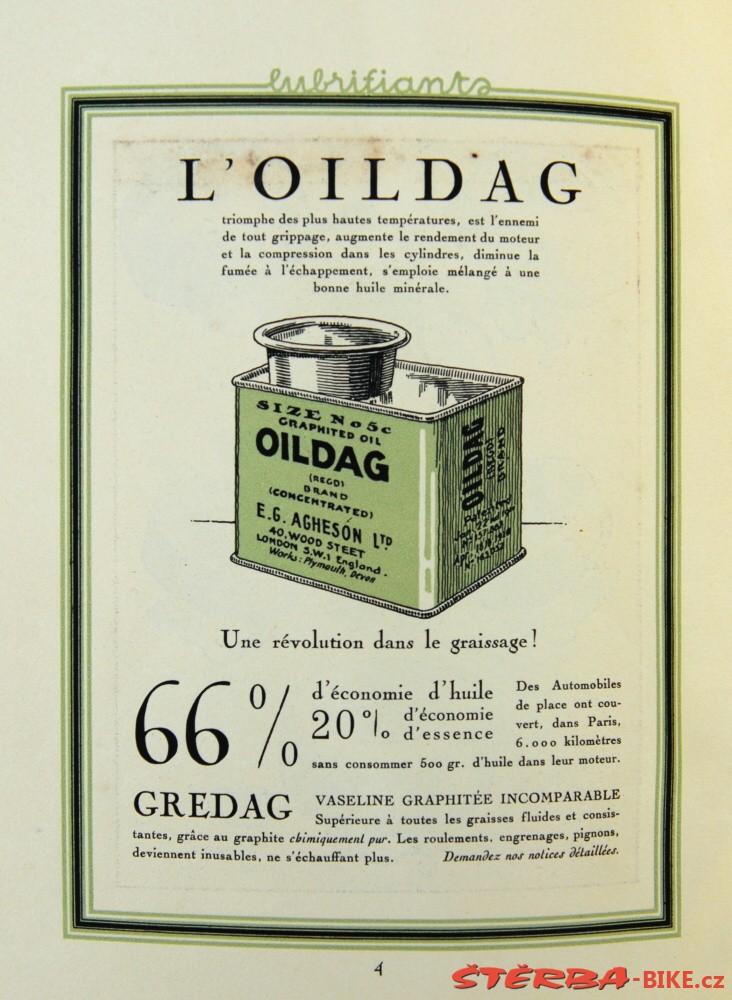 lubrifiants
L'OILDAG
triomphe des plus hautes températures, est l'ennemi
de tout grippage, augmente le rendement du moteur
et la compression dans les cylindres, diminue la
fumée à l'échappement, s'emploie mélangé à une
bonne huile minérale.
SIZE No 5c
GRAPHITED OIL
OILDAG
(REGD)
BRAND
(CONCENTRATED)
E.G. AGHESON LTD
40, WOOD STEET
LONDON S.W.1 England.
Works: Plymouth, Devon
OILDAG
(REGD)
BRAND
Une révolution dans le graissage!
66%
d'économie d'huile
20%
d'économie
d'essence
Des Automobiles
de place ont cou-
vert, dans Paris,
6.000 kilomètres
sans consommer 500 gr. d'huile dans leur moteur.
GREDAG
VASELINE GRAPHITÉE INCOMPARABLE
Supérieure à toutes les graisses fluides et consis-
tantes, grâce au graphite chimiquement pur. Les roulements, engrenages, pignons,
deviennent inusables, ne s'échauffant plus. Demandez nos notices détaillées.
4
ŠTĚRBA-BIKE.cz